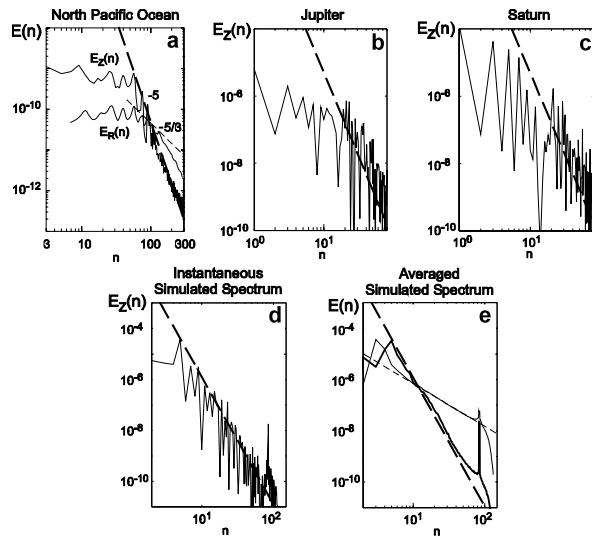 North Pacific Ocean
E(n)
a
E_Z(n)
-5
10^-10
-5/3
E_R(n)
10^-12
3 10 100 300
n
Jupiter
E_Z(n)
b
10^-6
10^-8
10^-10
10^0 10^1
n
Saturn
E_Z(n)
c
10^-6
10^-8
10^-10
10^0 10^1
n
Instantaneous
Simulated Spectrum
E_Z(n)
d
10^-4
10^-6
10^-8
10^-10
10^1 10^2
n
Averaged
Simulated Spectrum
E(n)
e
10^-4
10^-6
10^-8
10^-10
10^1 10^2
n